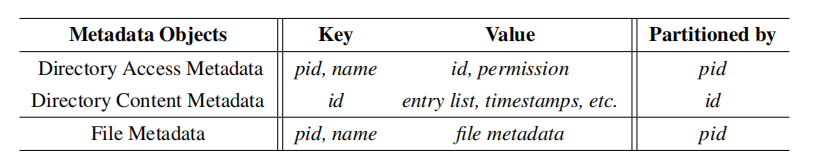 Metadata Objects Key Value Partitioned by
Directory Access Metadata pid, name id, permission pid
Directory Content Metadata id entry list, timestamps, etc. id
File Metadata pid, name file metadata pid